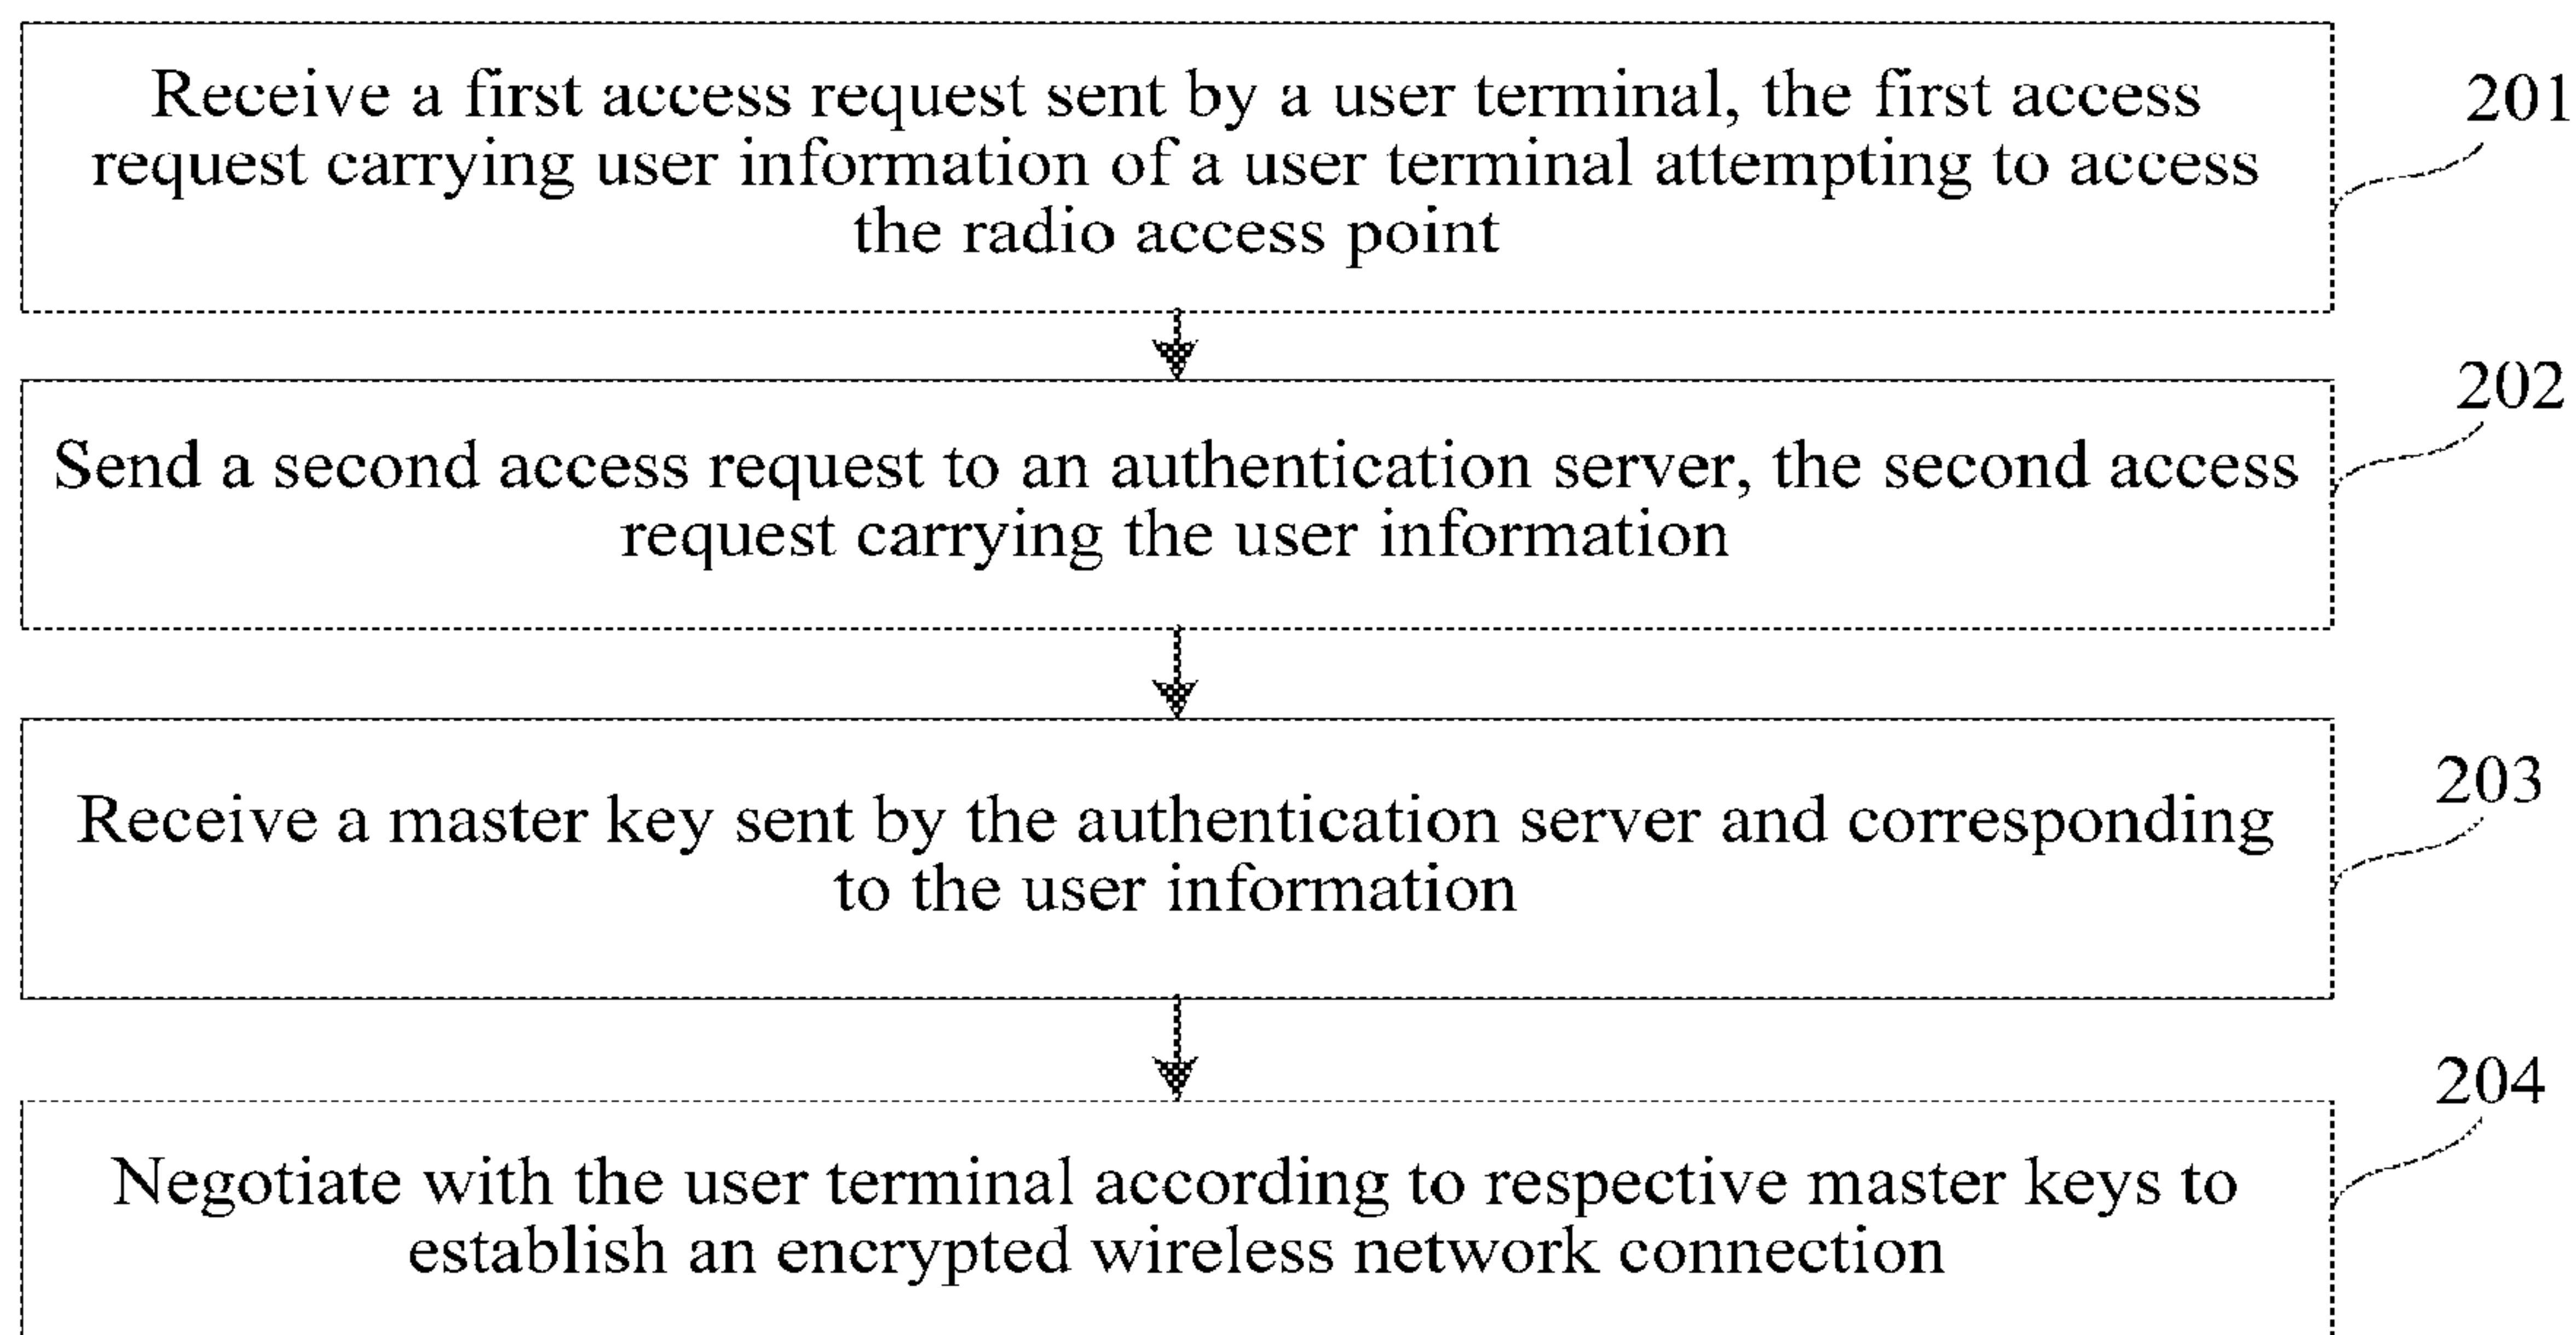 Receive a first access request sent by a user terminal, the first access
request carrying user information of a user terminal attempting to access
the radio access point
201
Send a second access request to an authentication server, the second access
request carrying the user information
202
Receive a master key sent by the authentication server and corresponding
to the user information
203
Negotiate with the user terminal according to respective master keys to
establish an encrypted wireless network connection
204